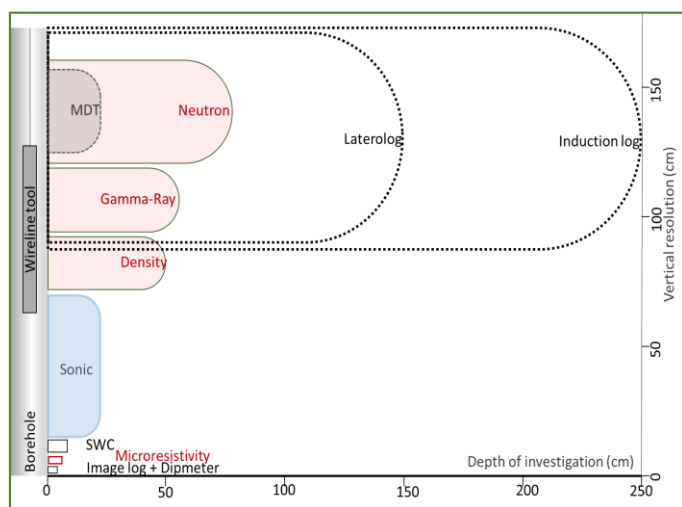 MDT
Neutron
150
Laterolog
Induction log
Wireline tool
Gamma-Ray
100
Vertical resolution (cm)
Density
Sonic
50
Borehole
SWC
Microresistivity
Image log + Dipmeter
Depth of investigation (cm)
0
0
50
100
150
200
250